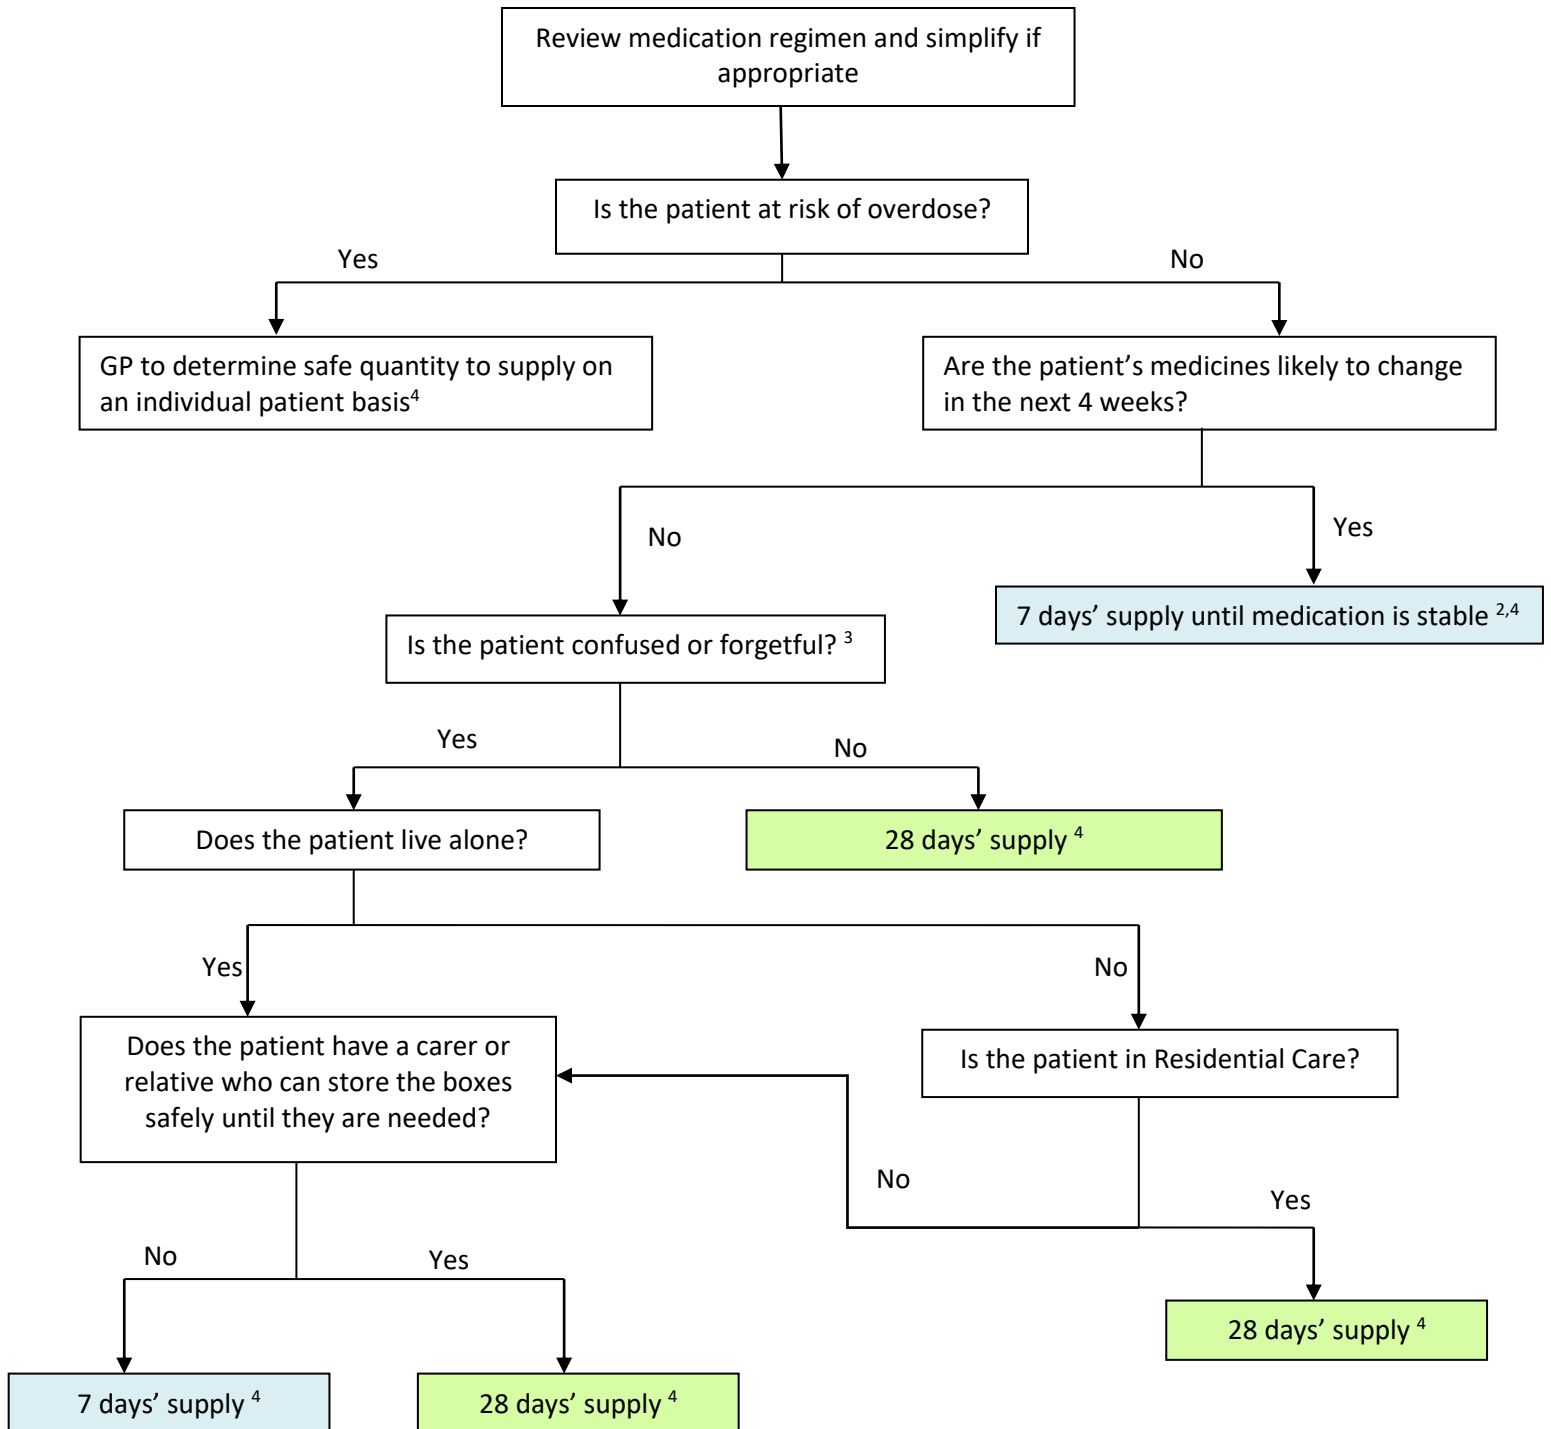 Review medication regimen and simplify if
appropriate
Is the patient at risk of overdose?
Yes
No
GP to determine safe quantity to supply on
an individual patient basis⁴
Are the patient’s medicines likely to change
in the next 4 weeks?
No
Yes
7 days’ supply until medication is stable ²,⁴
Is the patient confused or forgetful? ³
Yes
No
Does the patient live alone?
28 days’ supply ⁴
Yes
No
Does the patient have a carer or
relative who can store the boxes
safely until they are needed?
Is the patient in Residential Care?
No
Yes
No
Yes
28 days’ supply ⁴
7 days’ supply ⁴
28 days’ supply ⁴